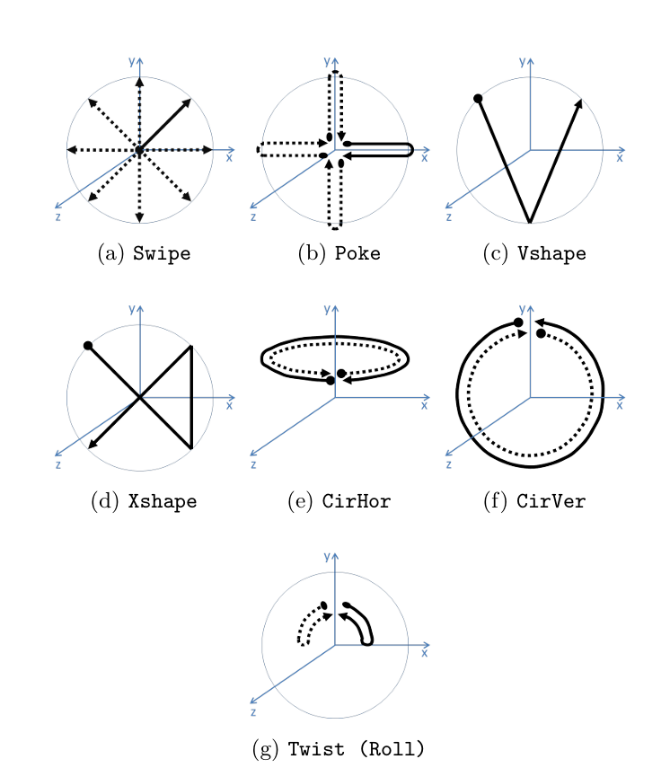 y y y
x x x
z z z
(a) Swipe (b) Poke (c) Vshape
y y y
x x x
z z z
(d) Xshape (e) CirHor (f) CirVer
y
x
z
(g) Twist (Roll)